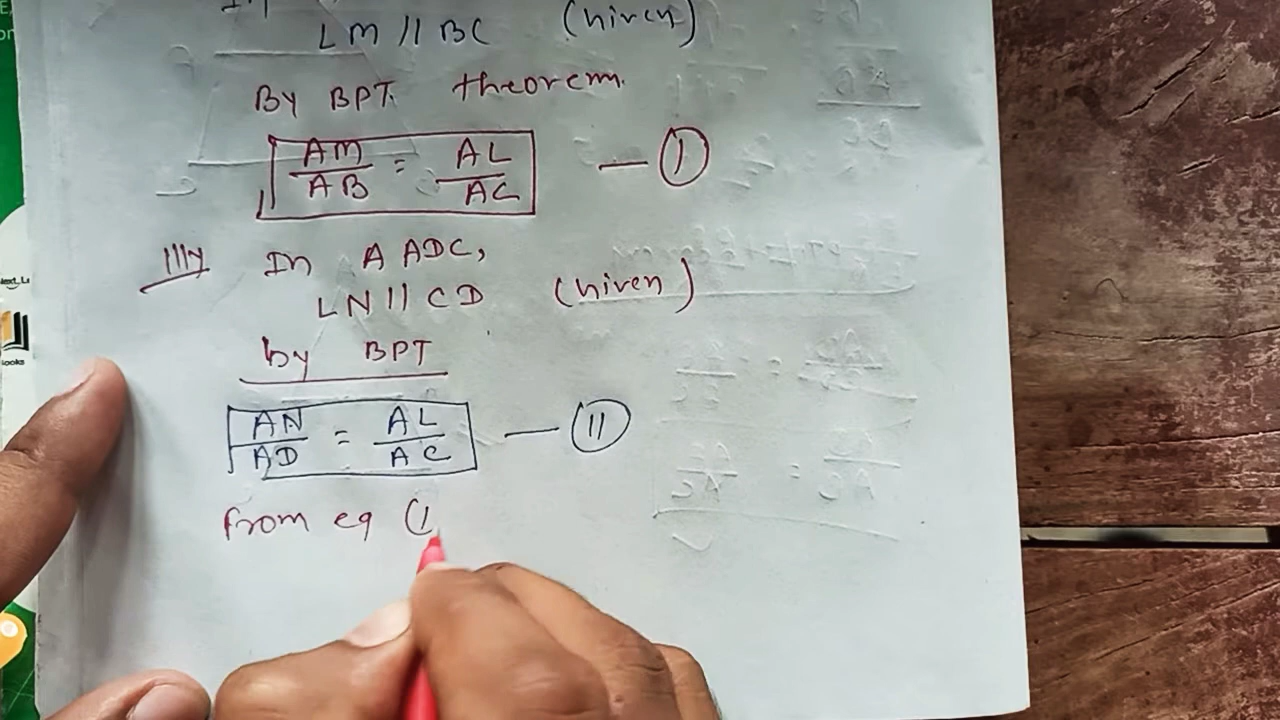 LM || BC (Given)
By BPT theorem.
AM/AB = AL/AC — (I)
Illly In Δ ADC,
LN || CD (Given)
by BPT
AN/AD = AL/AC — (II)
From eq (I